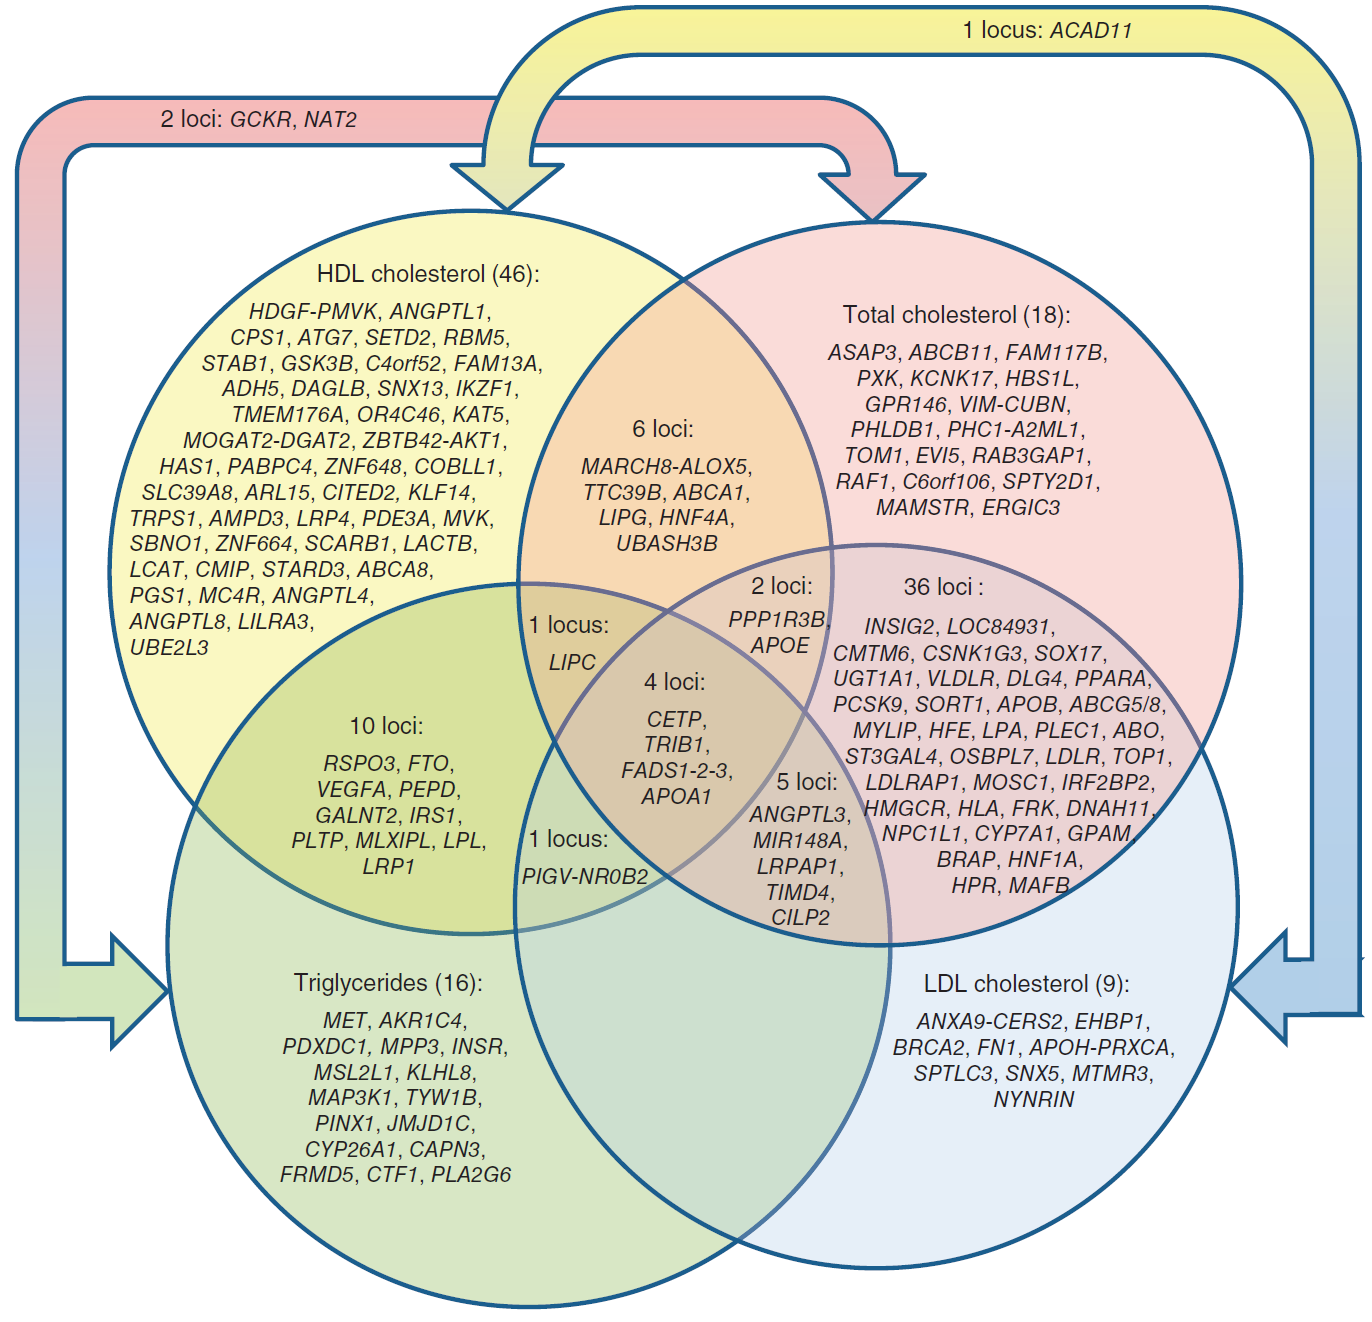 1 locus: ACAD11
2 loci: GCKR, NAT2
HDL cholesterol (46):
HDGF-PMVK, ANGPTL1,
CPS1, ATG7, SETD2, RBM5,
STAB1, GSK3B, C4orf52, FAM13A,
ADH5, DAGLB, SNX13, IKZF1,
TMEM176A, OR4C46, KAT5,
MOGAT2-DGAT2, ZBTB42-AKT1,
HAS1, PABPC4, ZNF648, COBLL1,
SLC39A8, ARL15, CITED2, KLF14,
TRPS1, AMPD3, LRP4, PDE3A, MVK,
SBNO1, ZNF664, SCARB1, LACTB,
LCAT, CMIP, STARD3, ABCA8,
PGS1, MC4R, ANGPTL4,
ANGPTL8, LILRA3,
UBE2L3
Total cholesterol (18):
ASAP3, ABCB11, FAM117B,
PXK, KCNK17, HBS1L,
GPR146, VIM-CUBN,
PHLDB1, PHC1-A2ML1,
TOM1, EVI5, RAB3GAP1,
RAF1, C6orf106, SPTY2D1,
MAMSTR, ERGIC3
6 loci:
MARCH8-ALOX5,
TTC39B, ABCA1,
LIPG, HNF4A,
UBASH3B
2 loci:
PPP1R3B,
APOE
36 loci :
INSIG2, LOC84931,
CMTM6, CSNK1G3, SOX17,
UGT1A1, VLDLR, DLG4, PPARA,
PCSK9, SORT1, APOB, ABCG5/8,
MYLIP, HFE, LPA, PLEC1, ABO,
ST3GAL4, OSBPL7, LDLR, TOP1,
LDLRAP1, MOSC1, IRF2BP2,
HMGCR, HLA, FRK, DNAH11,
NPC1L1, CYP7A1, GPAM,
BRAP, HNF1A,
HPR, MAFB
1 locus:
LIPC
4 loci:
CETP,
TRIB1,
FADS1-2-3,
APOA1
10 loci:
RSPO3, FTO,
VEGFA, PEPD,
GALNT2, IRS1,
PLTP, MLXIPL, LPL,
LRP1
5 loci:
ANGPTL3,
MIR148A,
LRPAP1,
TIMD4,
CILP2
1 locus:
PIGV-NR0B2
Triglycerides (16):
MET, AKR1C4,
PDXDC1, MPP3, INSR,
MSL2L1, KLHL8,
MAP3K1, TYW1B,
PINX1, JMJD1C,
CYP26A1, CAPN3,
FRMD5, CTF1, PLA2G6
LDL cholesterol (9):
ANXA9-CERS2, EHBP1,
BRCA2, FN1, APOH-PRXCA,
SPTLC3, SNX5, MTMR3,
NYNRIN